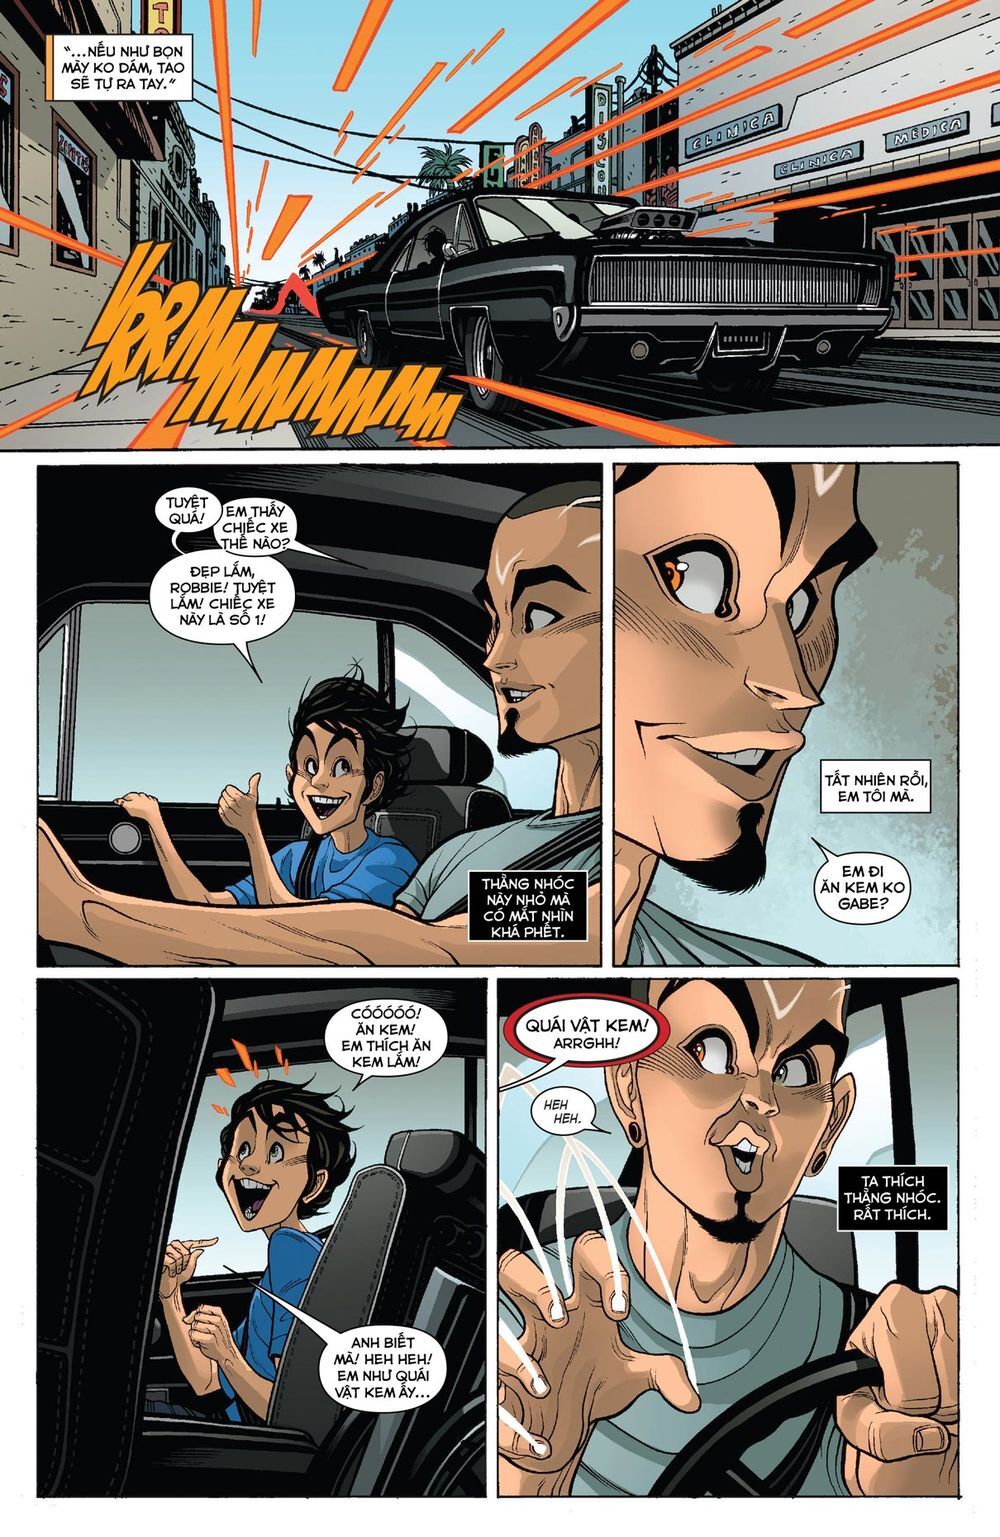 "...NẾU NHƯ BỌN
MÀY KO DÁM, TAO
SẼ TỰ RA TAY."
CLINICA
MEDICA
CLINICA
MEDICA
VRRMMMMMMMMM
TUYỆT
QUÁ!
EM THẤY
CHIẾC XE
THẾ NÀO?
ĐẸP LẮM,
ROBBIE! TUYỆT
LẮM! CHIẾC XE
NÀY LÀ SỐ 1!
THẰNG NHÓC
NÀY NHỎ MÀ
CÓ MẮT NHÌN
KHÁ PHẾT.
TẤT NHIÊN RỒI,
EM TÔI MÀ.
EM ĐI
ĂN KEM KO
GABE?
CÓÓÓÓÓ!
ĂN KEM!
EM THÍCH ĂN
KEM LẮM!
ANH BIẾT
MÀ! HEH HEH!
EM NHƯ QUÁI
VẬT KEM ẤY...
QUÁI VẬT KEM!
ARRGHH!
HEH
HEH.
TA THÍCH
THẰNG NHÓC.
RẤT THÍCH.